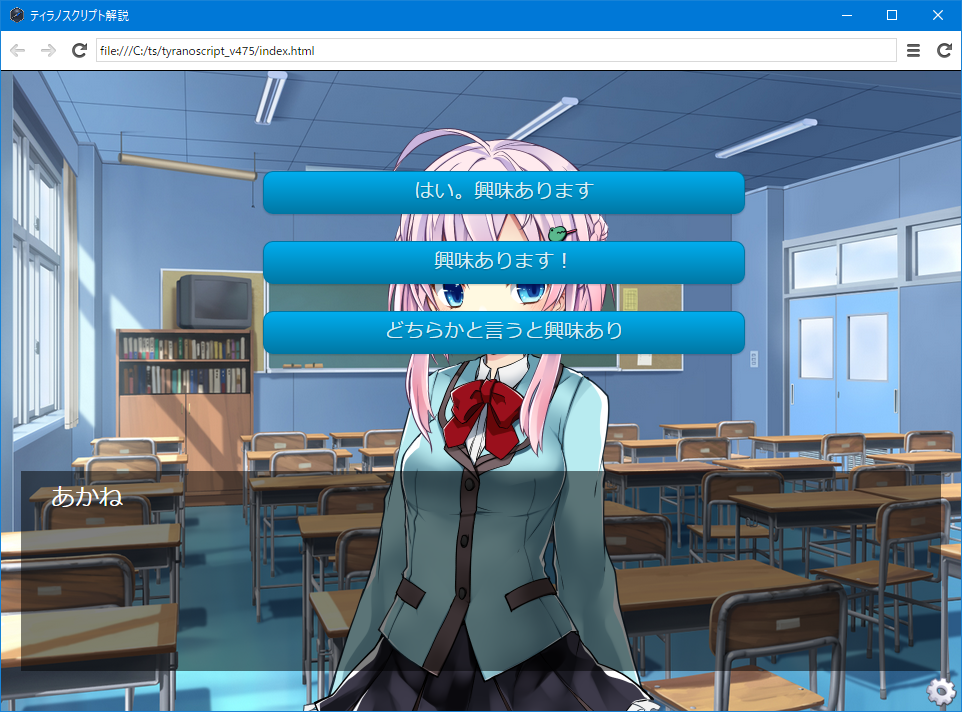 ティラノスクリプト解説
file:///C:/ts/tyranoscript_v475/index.html
はい。興味あります
興味あります！
どちらかと言うと興味あり
あかね